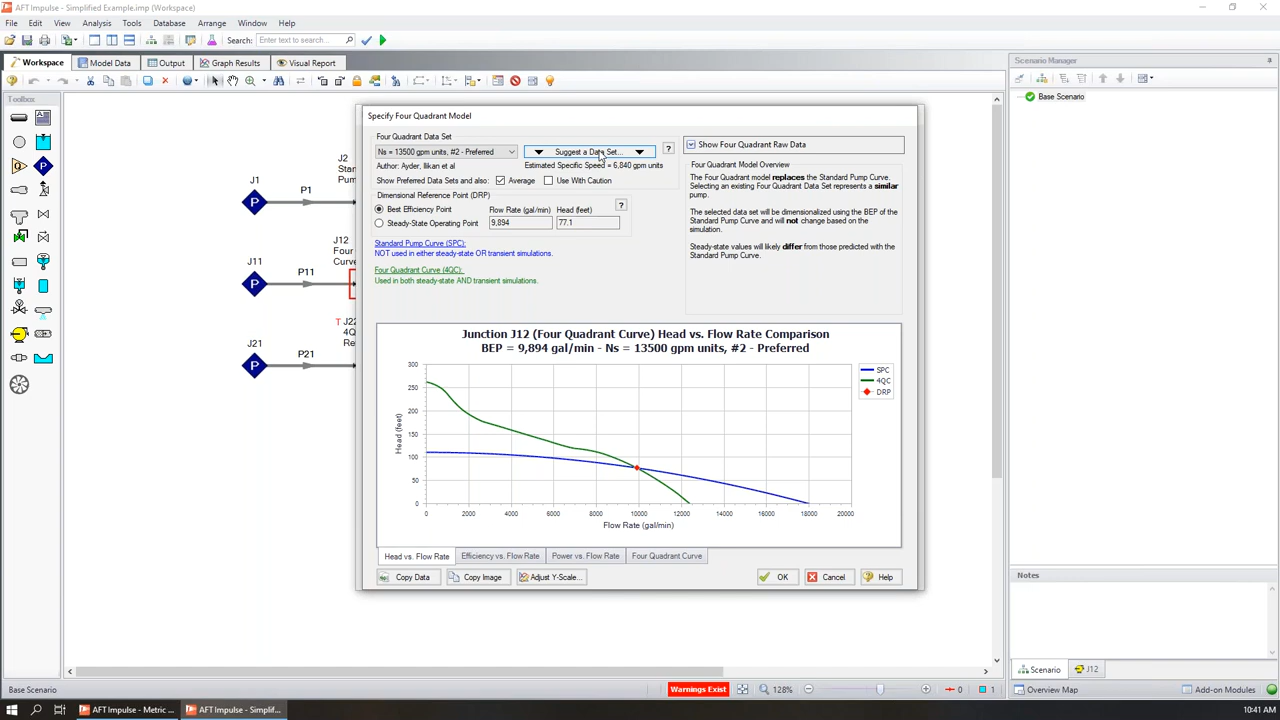 AFT Impulse - Simplified Example.imp (Workspace)
File Edit View Analysis Tools Database Arrange Window Help
Search: Enter text to search...
Workspace Model Data Output Graph Results Visual Report
Toolbox
Scenario Manager
Base Scenario
J1
P1
J2
J11
P11
J12
Four
T J22
4Q
Re
J21
P21
Specify Four Quadrant Model
Four Quadrant Data Set
Ns = 13500 gpm units, #2 - Preferred
Suggest a Data Set...
?
Author: Ayder, Ilikan et al
Estimated Specific Speed = 6,840 gpm units
Show Preferred Data Sets and also: Average Use With Caution
Dimensional Reference Point (DRP)
Best Efficiency Point
Flow Rate (gal/min) Head (feet)
?
Steady-State Operating Point
9,894 77.1
Standard Pump Curve (SPC):
NOT used in either steady-state OR transient simulations.
Four Quadrant Curve (4QC):
Used in both steady-state AND transient simulations.
Show Four Quadrant Raw Data
Four Quadrant Model Overview
The Four Quadrant model replaces the Standard Pump Curve.
Selecting an existing Four Quadrant Data Set represents a similar
pump.
The selected data set will be dimensionalized using the BEP of the
Standard Pump Curve and will not change based on the
simulation.
Steady-state values will likely differ from those predicted with the
Standard Pump Curve.
Junction J12 (Four Quadrant Curve) Head vs. Flow Rate Comparison
BEP = 9,894 gal/min - Ns = 13500 gpm units, #2 - Preferred
Head (feet)
300
250
200
150
100
50
0
0 2000 4000 6000 8000 10000 12000 14000 16000 18000 20000
Flow Rate (gal/min)
SPC
4QC
DRP
Head vs. Flow Rate Efficiency vs. Flow Rate Power vs. Flow Rate Four Quadrant Curve
Copy Data Copy Image Adjust Y-Scale... OK Cancel Help
Notes
Scenario J12
Base Scenario
Warnings Exist
128%
0
1
Overview Map
Add-on Modules
AFT Impulse - Metric ...
AFT Impulse - Simplif...
10:41 AM